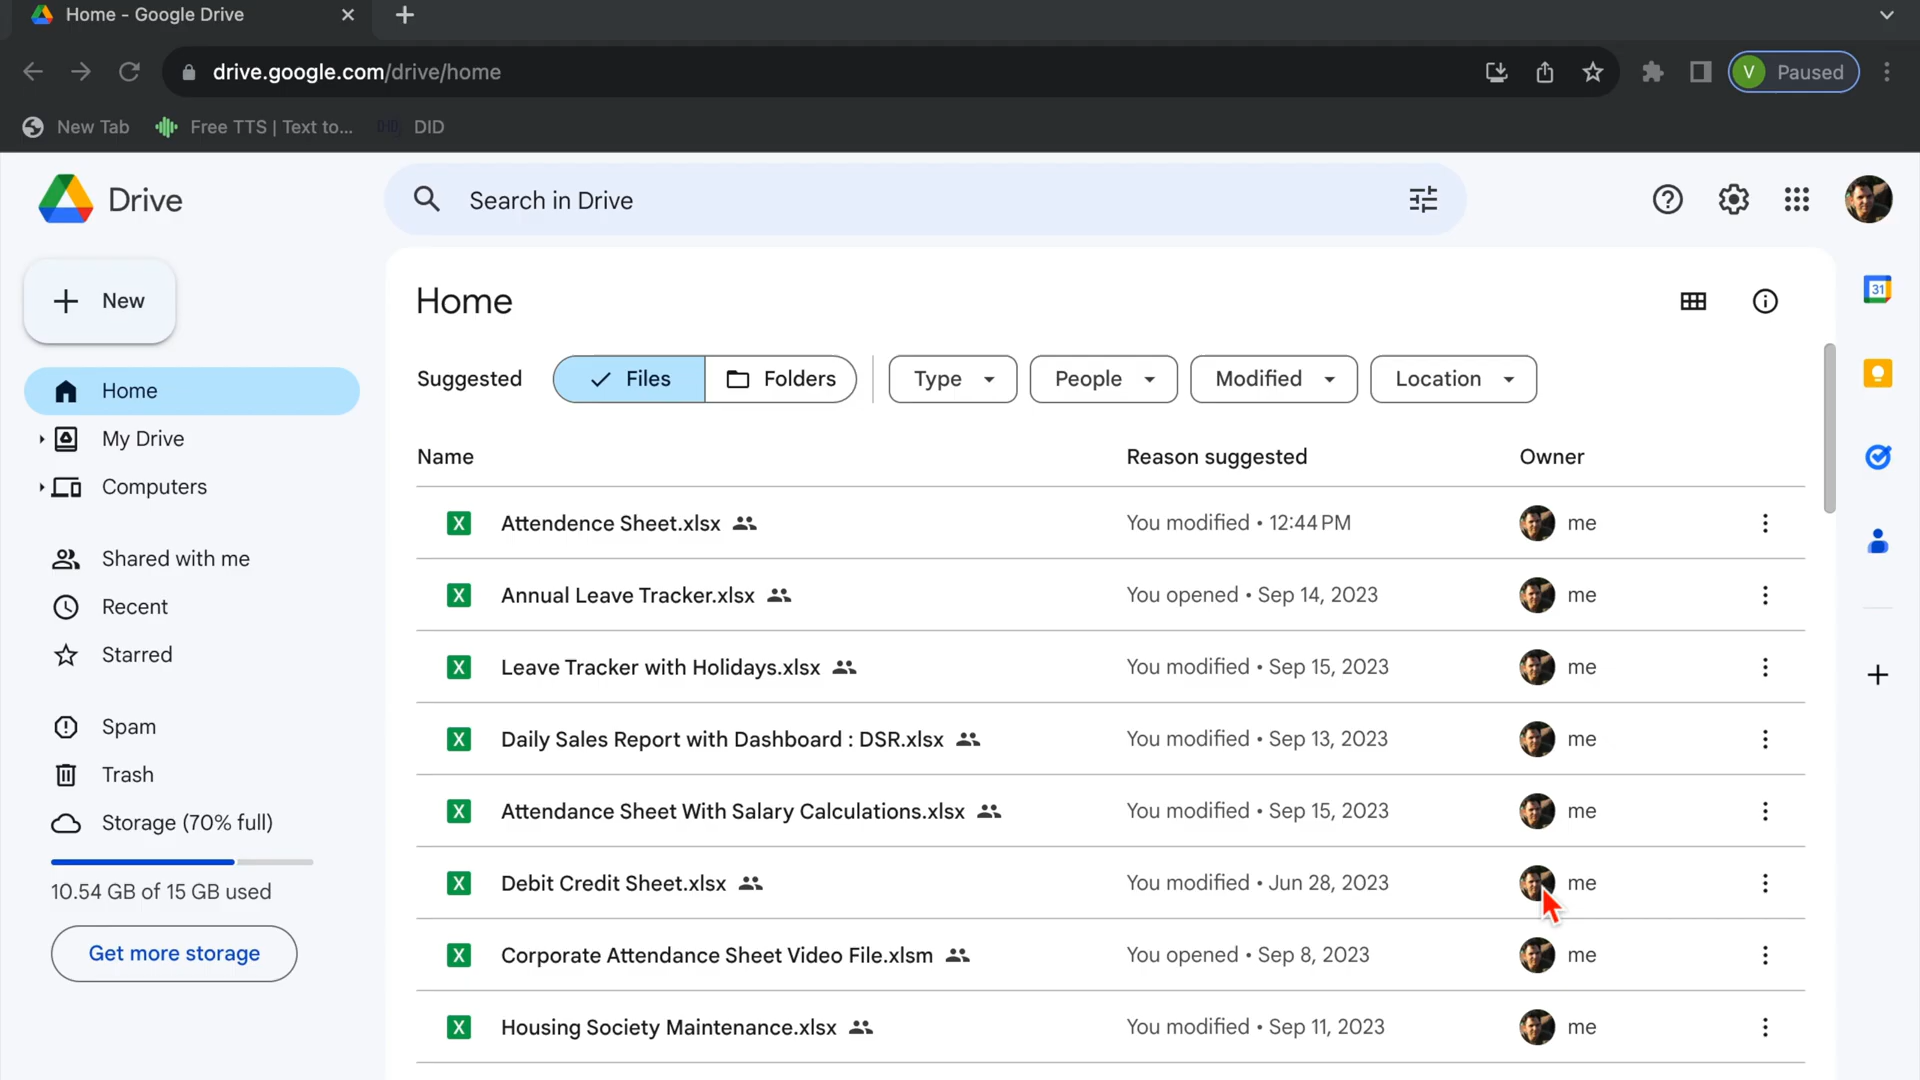 Home - Google Drive
drive.google.com/drive/home
V Paused
New Tab Free TTS | Text to... DID
Drive
Search in Drive
New
Home
31
Suggested Files Folders Type People Modified Location
Home
My Drive
Computers
Shared with me
Recent
Starred
Spam
Trash
Storage (70% full)
10.54 GB of 15 GB used
Get more storage
Name Reason suggested Owner
X Attendence Sheet.xlsx You modified • 12:44 PM me
X Annual Leave Tracker.xlsx You opened • Sep 14, 2023 me
X Leave Tracker with Holidays.xlsx You modified • Sep 15, 2023 me
X Daily Sales Report with Dashboard : DSR.xlsx You modified • Sep 13, 2023 me
X Attendance Sheet With Salary Calculations.xlsx You modified • Sep 15, 2023 me
X Debit Credit Sheet.xlsx You modified • Jun 28, 2023 me
X Corporate Attendance Sheet Video File.xlsm You opened • Sep 8, 2023 me
X Housing Society Maintenance.xlsx You modified • Sep 11, 2023 me